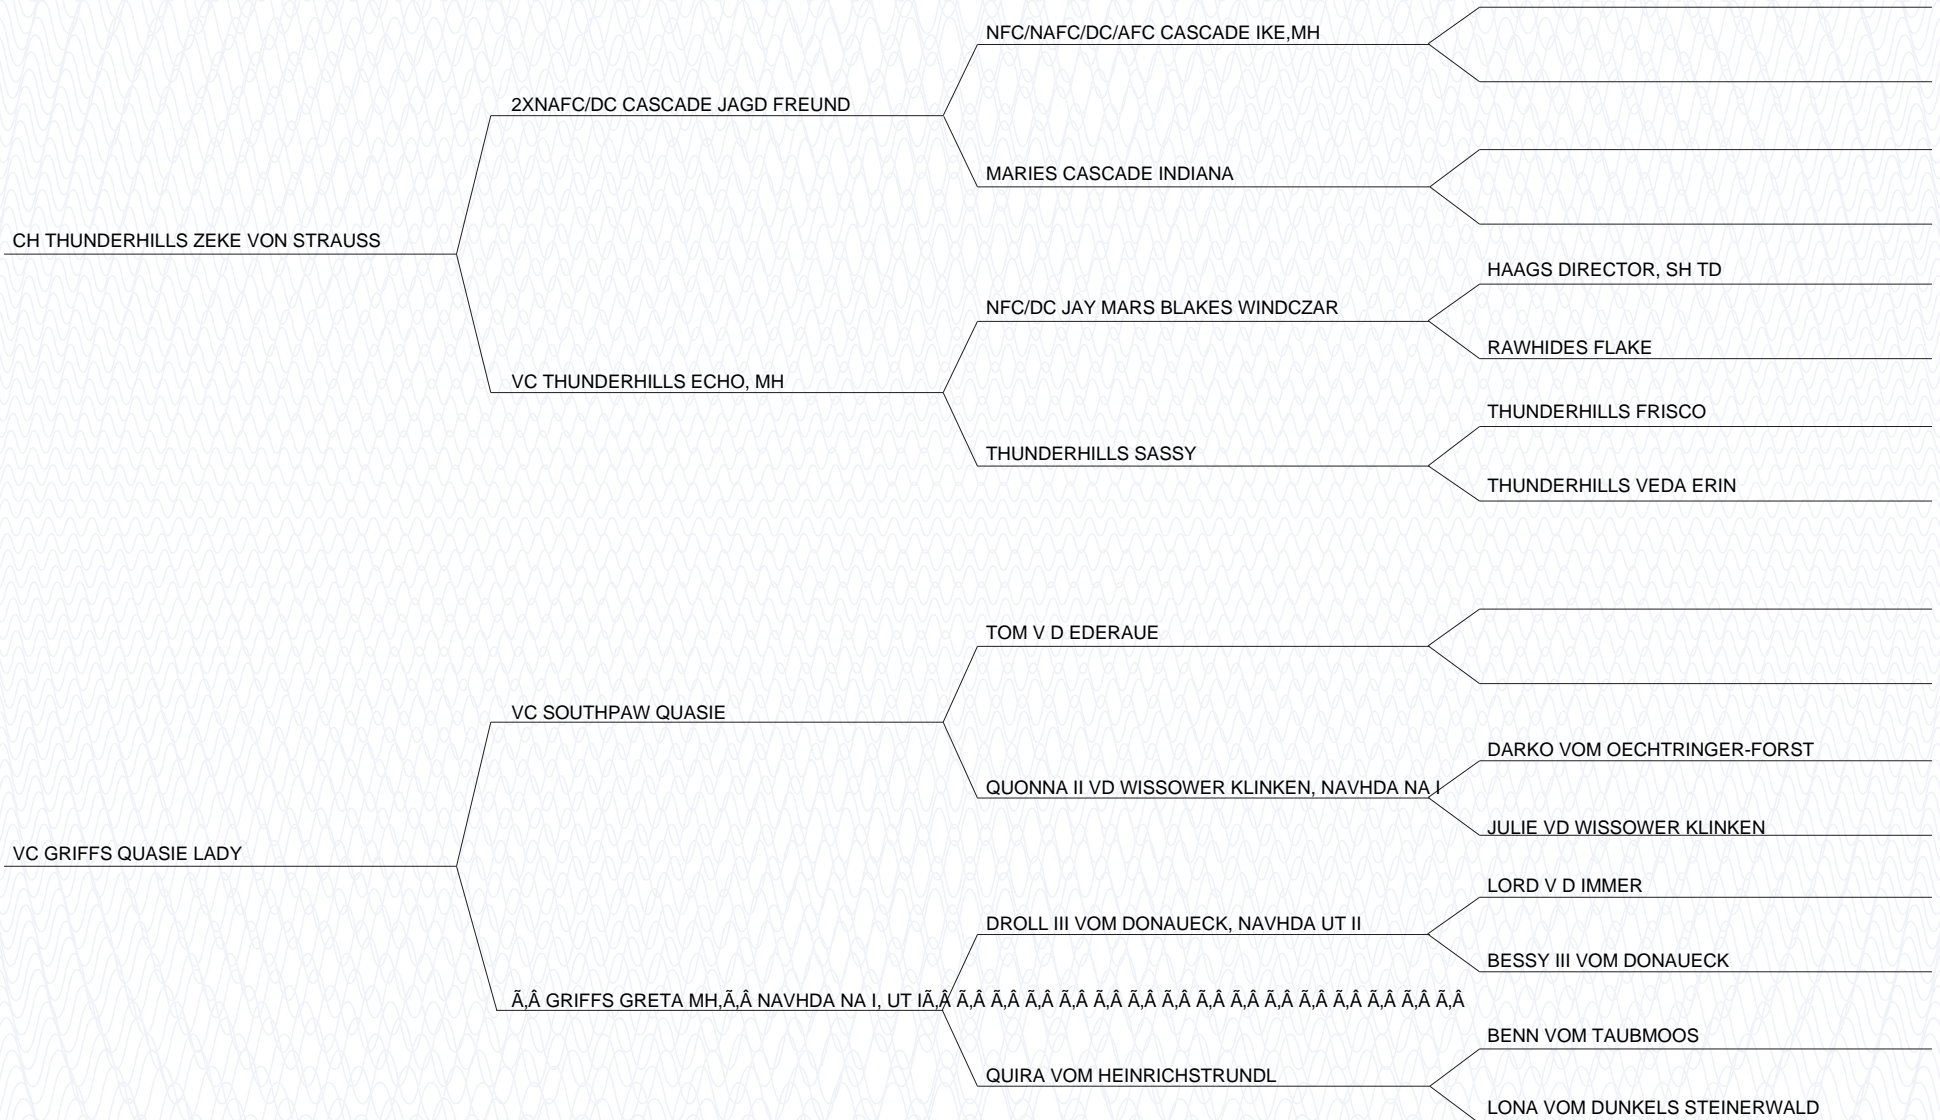 NFC/NAFC/DC/AFC CASCADE IKE,MH
2XNAFC/DC CASCADE JAGD FREUND
MARIES CASCADE INDIANA
CH THUNDERHILLS ZEKE VON STRAUSS
HAAGS DIRECTOR, SH TD
NFC/DC JAY MARS BLAKES WINDCZAR
RAWHIDES FLAKE
VC THUNDERHILLS ECHO, MH
THUNDERHILLS FRISCO
THUNDERHILLS SASSY
THUNDERHILLS VEDA ERIN
TOM V D EDERAUE
VC SOUTHPAW QUASIE
DARKO VOM OECHTRINGER-FORST
QUONNA II VD WISSOWER KLINKEN, NAVHDA NA I
JULIE VD WISSOWER KLINKEN
VC GRIFFS QUASIE LADY
LORD V D IMMER
DROLL III VOM DONAUECK, NAVHDA UT II
BESSY III VOM DONAUECK
Ã,Â GRIFFS GRETA MH,Ã,Â NAVHDA NA I, UT IÃ,Â Ã,Â Ã,Â Ã,Â Ã,Â Ã,Â Ã,Â Ã,Â Ã,Â Ã,Â Ã,Â Ã,Â Ã,Â Ã,Â Ã,Â Ã,Â
BENN VOM TAUBMOOS
QUIRA VOM HEINRICHSTRUNDL
LONA VOM DUNKELS STEINERWALD